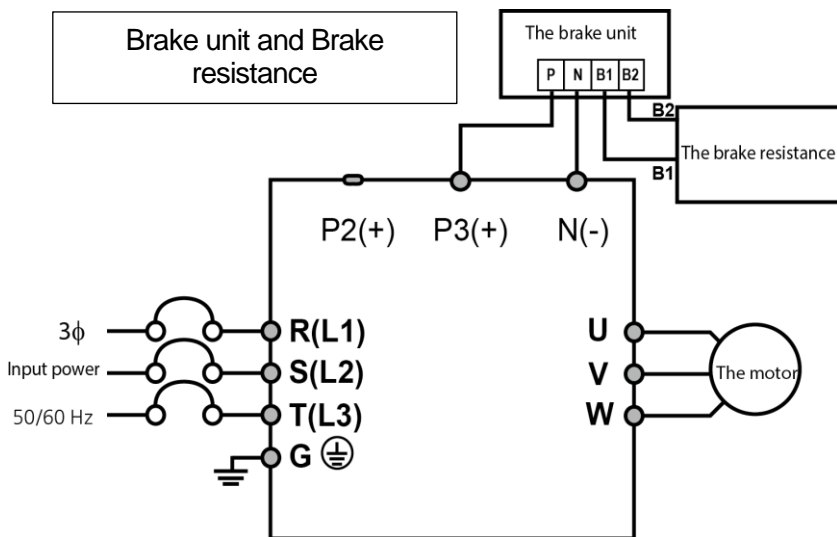 Brake unit and Brake
resistance
The brake unit
P N B1 B2
B2
The brake resistance
B1
P2(+) P3(+) N(-)
3ϕ R(L1) U
Input power S(L2) V The motor
50/60 Hz T(L3) W
G